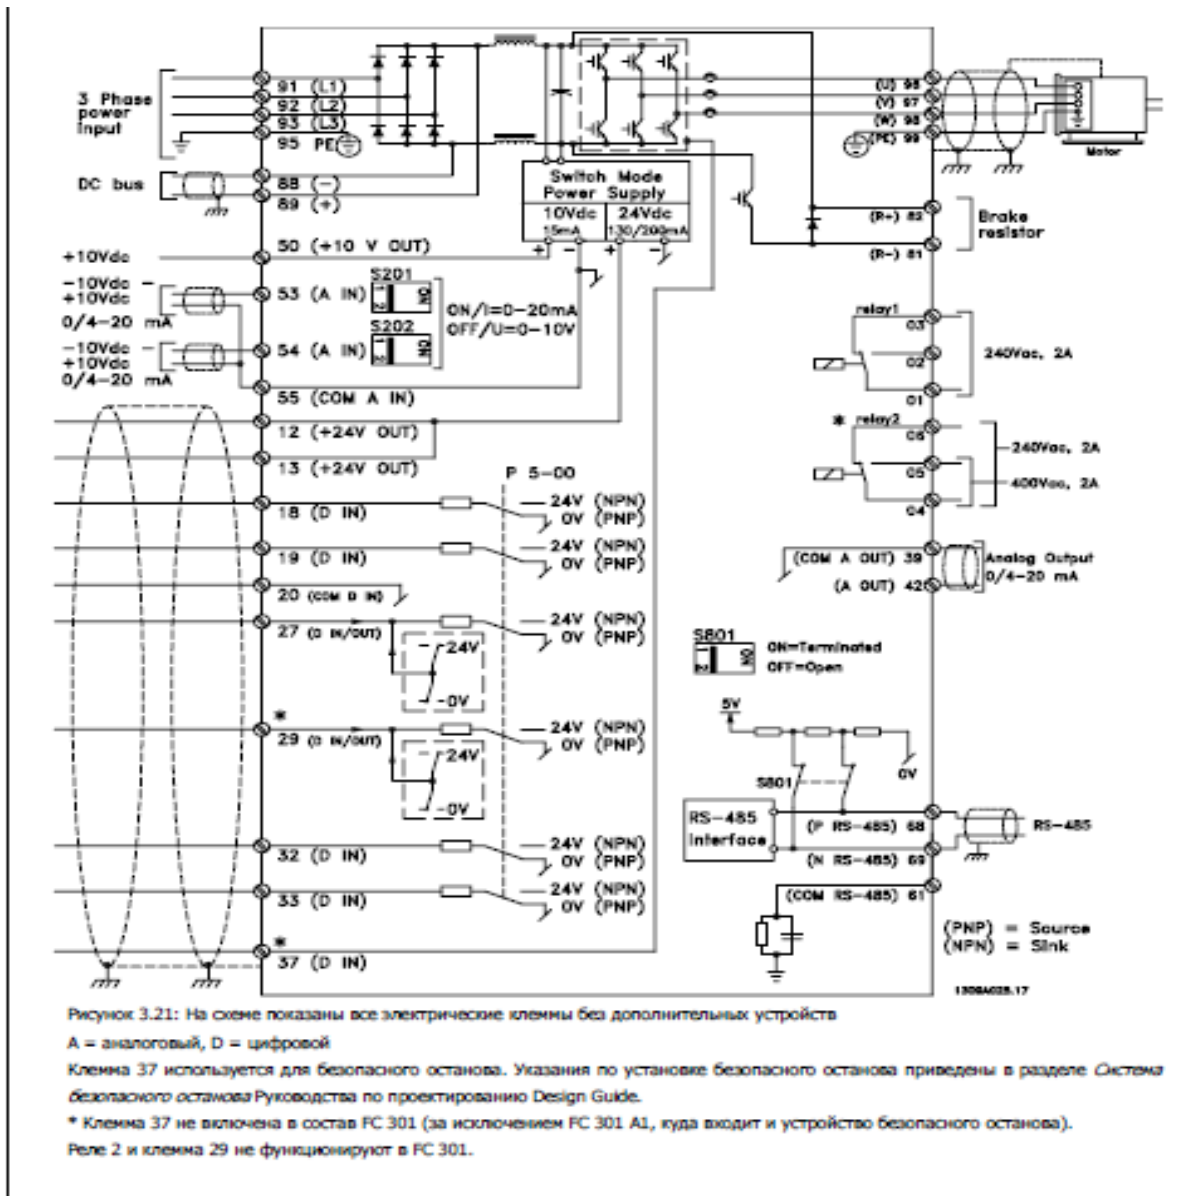 3 Phase
power
input
91 (L1)
92 (L2)
93 (L3)
95 PE
DC bus
88 (-)
89 (+)
+10Vdc
50 (+10 V OUT)
-10Vdc -
+10Vdc
0/4-20 mA
53 (A IN)
S201
1 2
ON
-10Vdc -
+10Vdc
0/4-20 mA
54 (A IN)
S202
1 2
ON
ON/I=0-20mA
OFF/U=0-10V
55 (COM A IN)
12 (+24V OUT)
13 (+24V OUT)
P 5-00
18 (D IN)
24V (NPN)
0V (PNP)
19 (D IN)
24V (NPN)
0V (PNP)
20 (COM D IN)
27 (D IN/OUT)
24V (NPN)
0V (PNP)
24V
0V
*
29 (D IN/OUT)
24V (NPN)
0V (PNP)
24V
0V
32 (D IN)
24V (NPN)
0V (PNP)
33 (D IN)
24V (NPN)
0V (PNP)
*
37 (D IN)
Switch Mode
Power Supply
10Vdc
15mA
24Vdc
130/200mA
+ - + -
(U) 96
(V) 97
(W) 98
(PE) 99
Motor
(R+) 82
(R-) 81
Brake
resistor
relay1
03
02
01
240Vac, 2A
* relay2
06
05
04
240Vac, 2A
400Vac, 2A
(COM A OUT) 39
(A OUT) 42
Analog Output
0/4-20 mA
S801
1 2
ON
ON=Terminated
OFF=Open
5V
0V
S801
RS-485
Interface
(P RS-485) 68
(N RS-485) 69
(COM RS-485) 61
RS-485
(PNP) = Source
(NPN) = Sink
130BA025.17
Рисунок 3.21: На схеме показаны все электрические клеммы без дополнительных устройств
A = аналоговый, D = цифровой
Клемма 37 используется для безопасного останова. Указания по установке безопасного останова приведены в разделе Система
безопасного останова Руководства по проектированию Design Guide.
* Клемма 37 не включена в состав FC 301 (за исключением FC 301 A1, куда входит и устройство безопасного останова).
Реле 2 и клемма 29 не функционируют в FC 301.